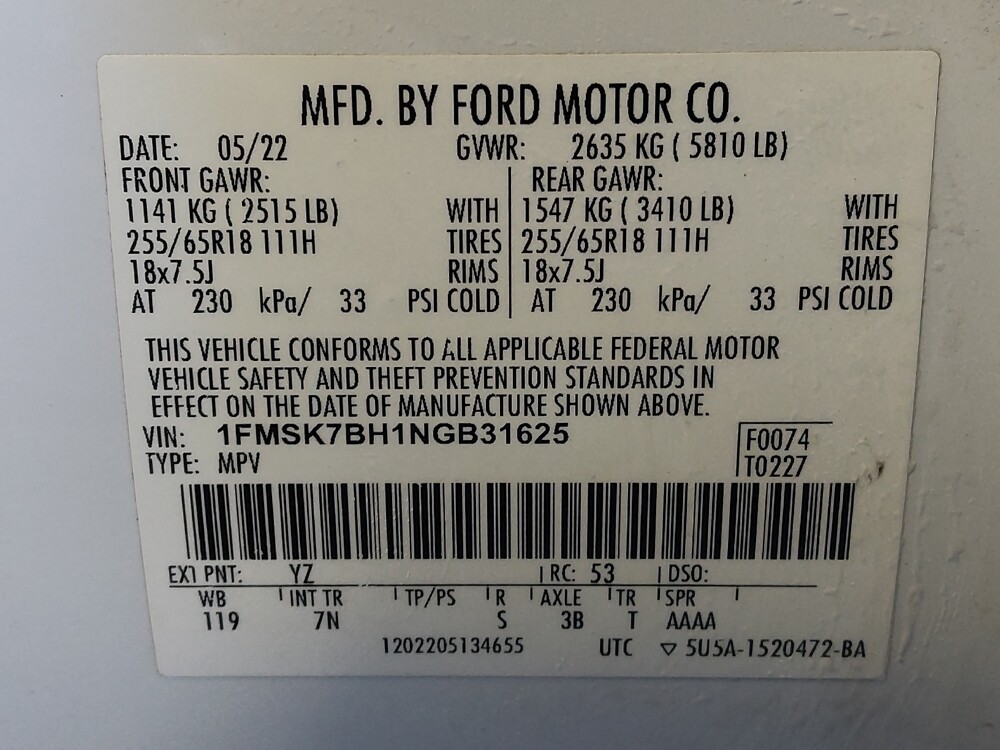 MFD. BY FORD MOTOR CO.
DATE: 05/22 GVWR: 2635 KG ( 5810 LB)
FRONT GAWR: REAR GAWR:
1141 KG ( 2515 LB) WITH 1547 KG ( 3410 LB) WITH
255/65R18 111H TIRES 255/65R18 111H TIRES
18x7.5J RIMS 18x7.5J RIMS
AT 230 kPa/ 33 PSI COLD AT 230 kPa/ 33 PSI COLD
THIS VEHICLE CONFORMS TO ALL APPLICABLE FEDERAL MOTOR
VEHICLE SAFETY AND THEFT PREVENTION STANDARDS IN
EFFECT ON THE DATE OF MANUFACTURE SHOWN ABOVE.
VIN: 1FMSK7BH1NGB31625 F0074
TYPE: MPV T0227
EXT PNT: YZ RC: 53 DSO:
WB INT TR TP/PS R AXLE TR SPR
119 7N S 3B T AAAA
1202205134655 UTC ▽ 5U5A-1520472-BA